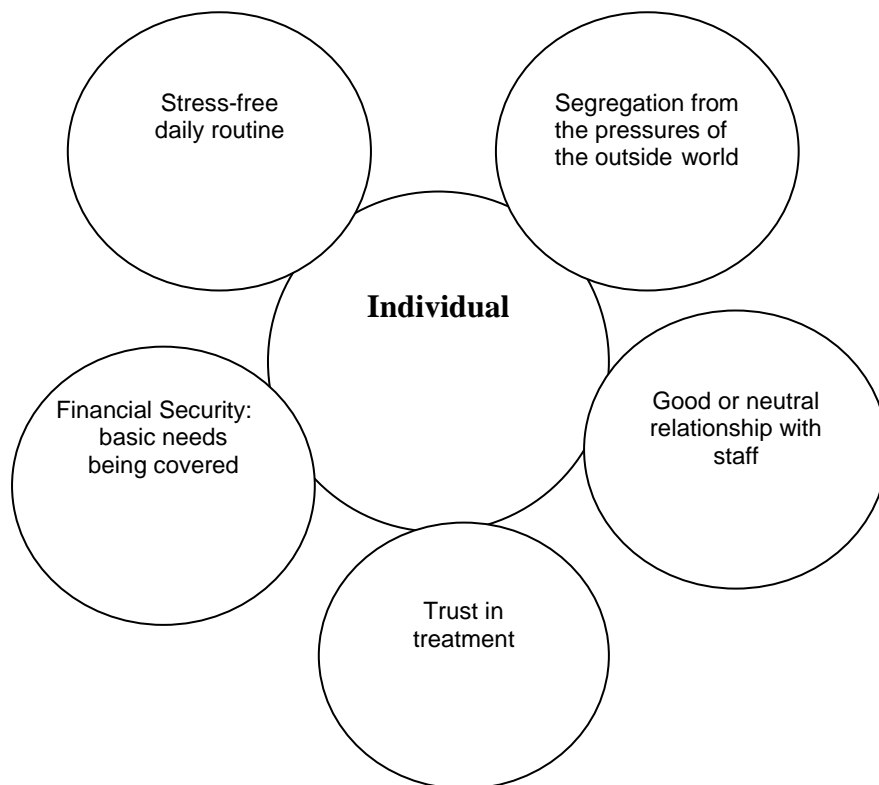 Stress-free
daily routine
Segregation from
the pressures of
the outside world
Individual
Financial Security:
basic needs
being covered
Good or neutral
relationship with
staff
Trust in
treatment